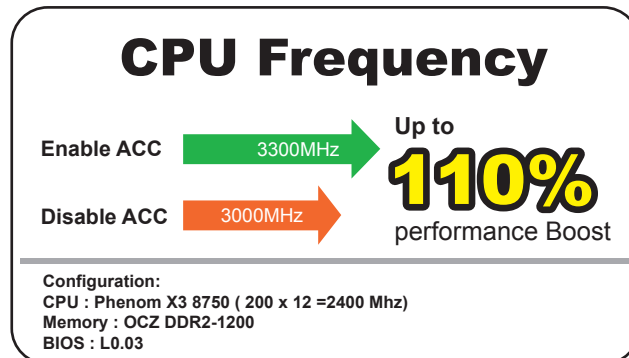 CPU Frequency
Enable ACC
3300MHz
Disable ACC
3000MHz
Up to
110%
performance Boost
Configuration:
CPU : Phenom X3 8750 ( 200 x 12 =2400 Mhz)
Memory : OCZ DDR2-1200
BIOS : L0.03